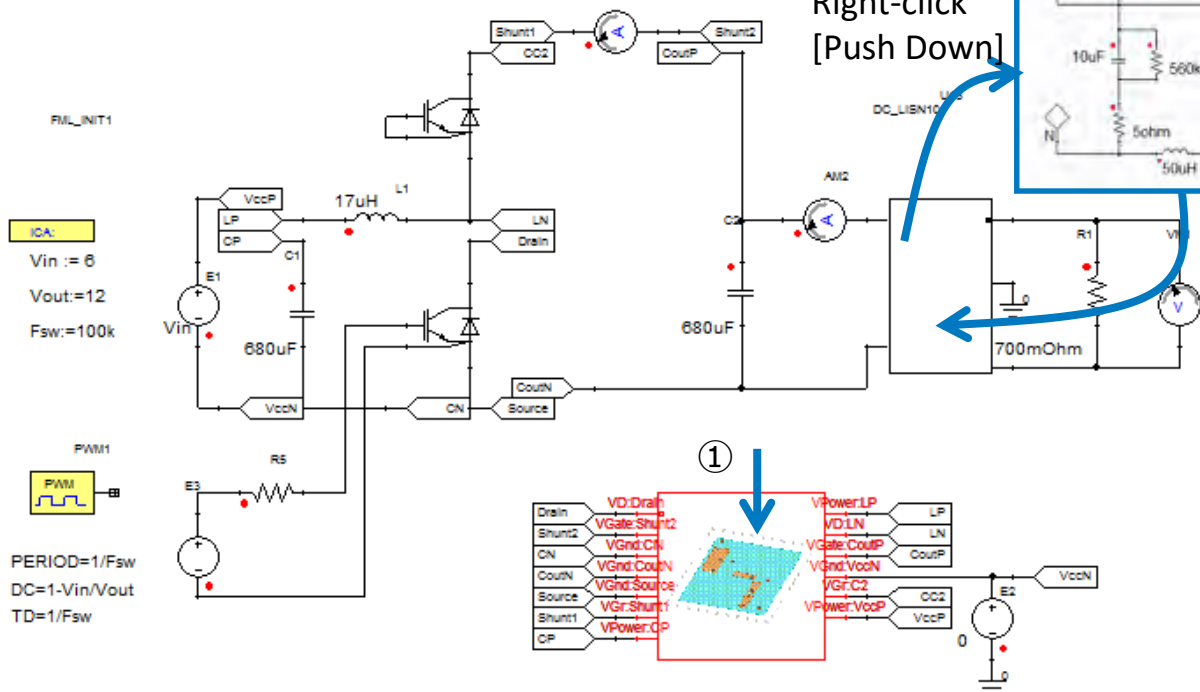 Right-click
[Push Down]
10uF
560k
N
5ohm
50uH
Shunt1
CC2
Shunt2
CoutP
DC_LISN10
FML_INIT1
ICA:
Vin := 6
Vout:=12
Fsw:=100k
VccP
LP
CP
17uH
L1
LN
Drain
C1
E1
Vin
680uF
VccN
CN
CoutN
Source
A
C2
680uF
AM2
A
R1
V
0
700mOhm
PWM1
PWM
PERIOD=1/Fsw
DC=1-Vin/Vout
TD=1/Fsw
E3
R5
①
Drain
Shunt2
CN
CoutN
Source
Shunt1
CP
VD:Drain
VGate:Shunt2
VGnd:CN
VGnd:CoutN
VGnd:Source
VGr:Shunt1
VPower:CP
VPower:LP
VD:LN
VGate:CoutP
VGnd:VccN
VGr:C2
VPower:VccP
LP
LN
CoutP
CC2
VccP
VccN
E2
0
0